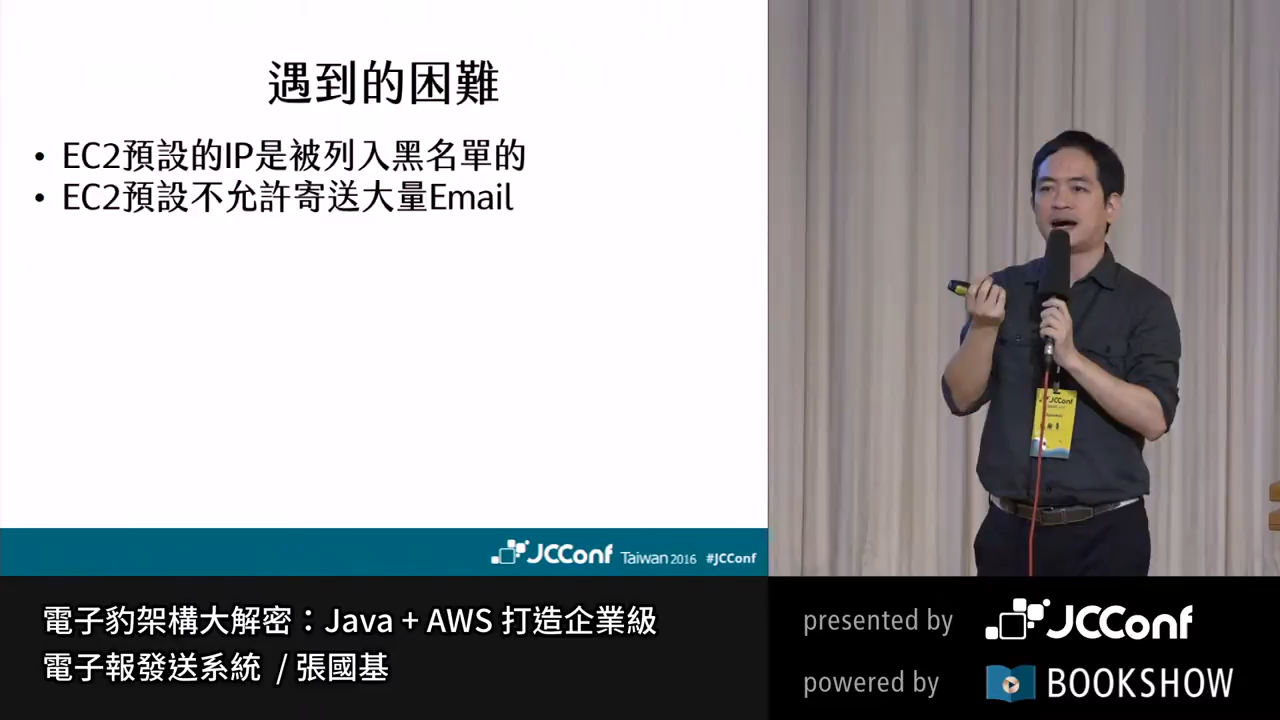 遇到的困難
• EC2預設的IP是被列入黑名單的
• EC2預設不允許寄送大量Email
JCConf Taiwan 2016 #JCConf
JCConf
電子豹架構大解密：Java + AWS 打造企業級
電子報發送系統 / 張國基
presented by JCConf
powered by BOOKSHOW